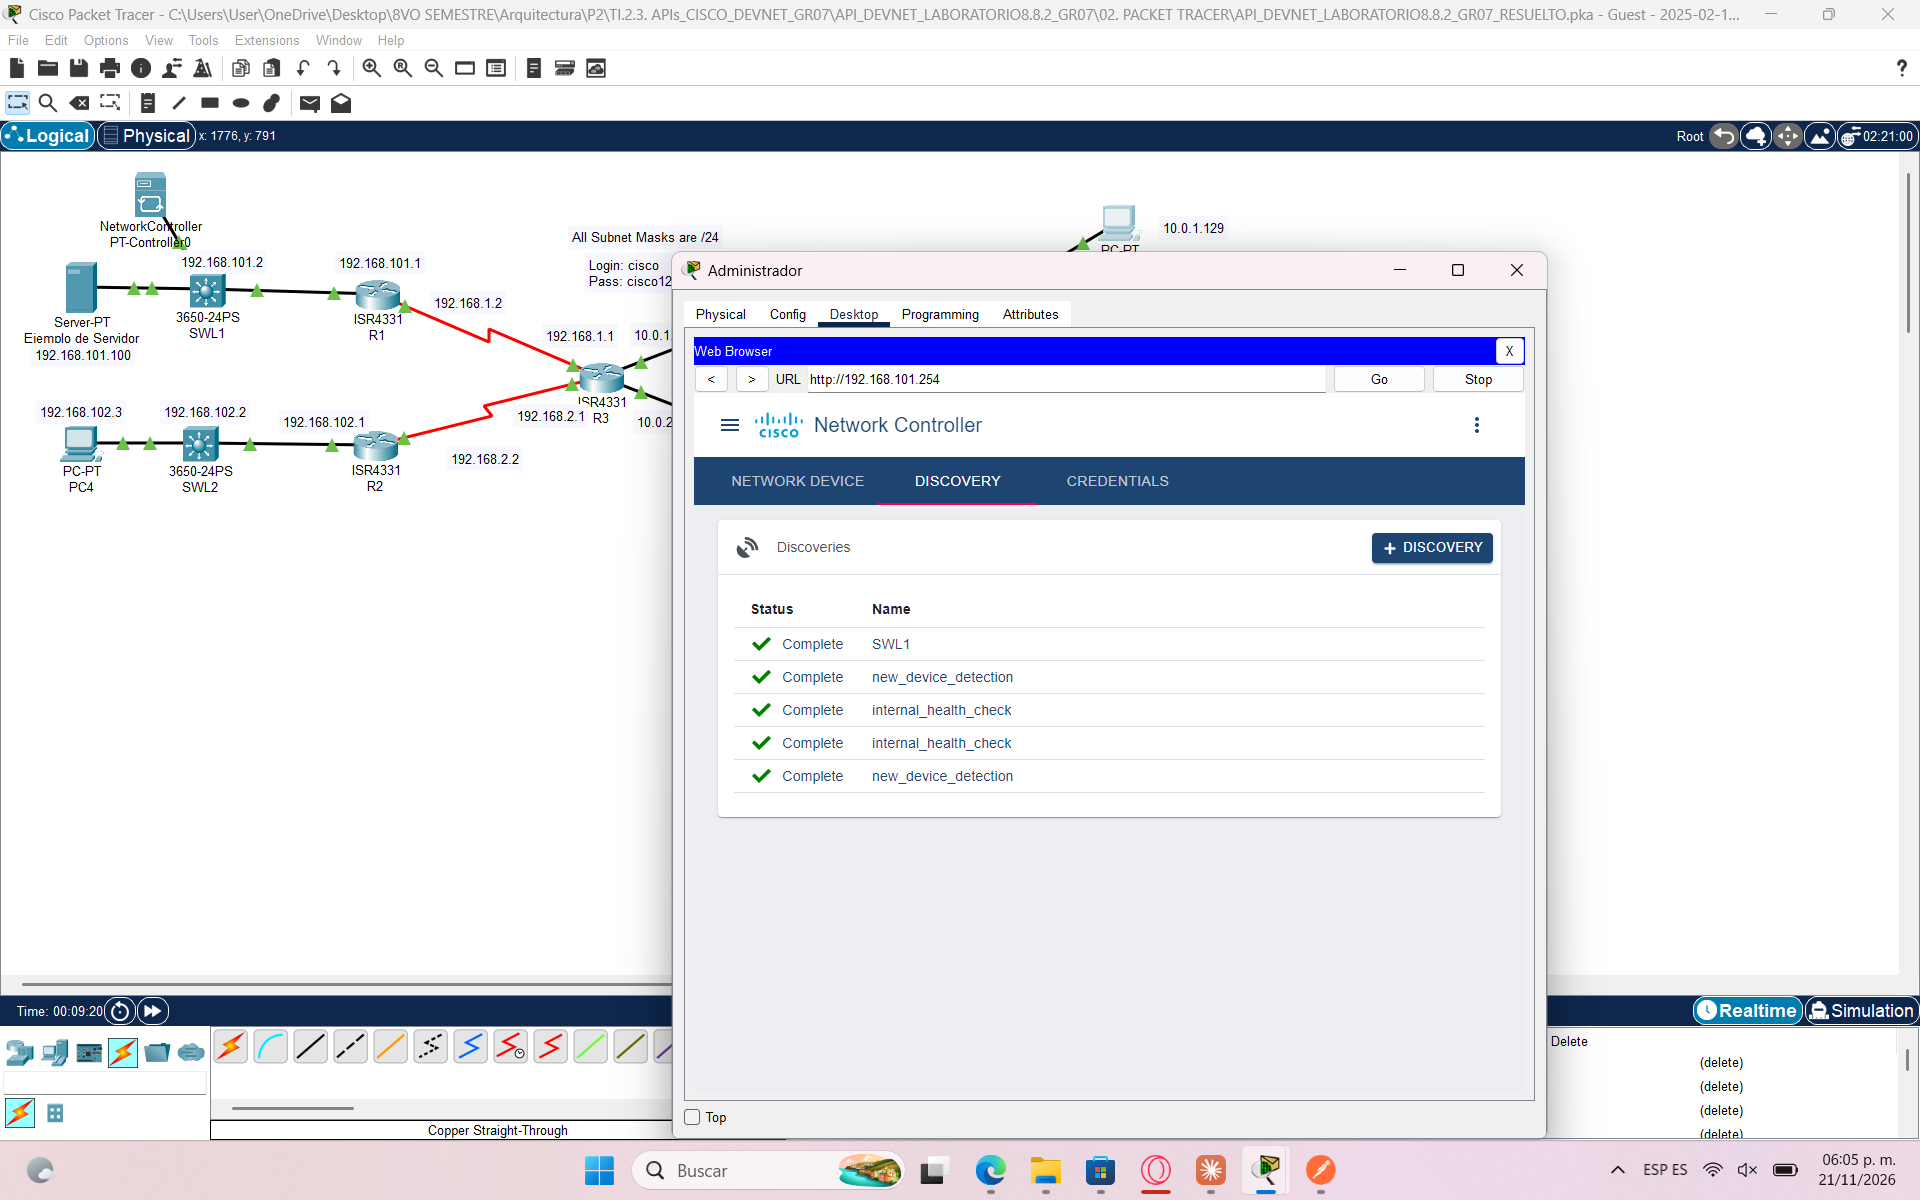 Cisco Packet Tracer - C:\Users\User\OneDrive\Desktop\8VO SEMESTRE\Arquitectura\P2\TI.2.3. APIs_CISCO_DEVNET_GR07\API_DEVNET_LABORATORIO8.8.2_GR07\02. PACKET TRACER\API_DEVNET_LABORATORIO8.8.2_GR07_RESUELTO.pka - Guest - 2025-02-1...
File Edit Options View Tools Extensions Window Help
Logical Physical x: 1776, y: 791
Root 02:21:00
NetworkController
PT-Controller0
192.168.101.2
192.168.101.1
Server-PT
Ejemplo de Servidor
192.168.101.100
3650-24PS
SWL1
ISR4331
R1
192.168.1.2
All Subnet Masks are /24
Login: cisco
Pass: cisco12
192.168.1.1
10.0.1.
ISR4331
R3
192.168.2.1
10.0.2
192.168.102.3
192.168.102.2
192.168.102.1
PC-PT
PC4
3650-24PS
SWL2
ISR4331
R2
192.168.2.2
10.0.1.129
PC-PT
Administrador
Physical Config Desktop Programming Attributes
Web Browser X
< > URL http://192.168.101.254 Go Stop
CISCO Network Controller
NETWORK DEVICE DISCOVERY CREDENTIALS
Discoveries + DISCOVERY
Status Name
Complete SWL1
Complete new_device_detection
Complete internal_health_check
Complete internal_health_check
Complete new_device_detection
Top
Time: 00:09:20
Realtime Simulation
Copper Straight-Through
Delete
(delete)
(delete)
(delete)
(delete)
Buscar
ESP ES
06:05 p. m.
21/11/2026